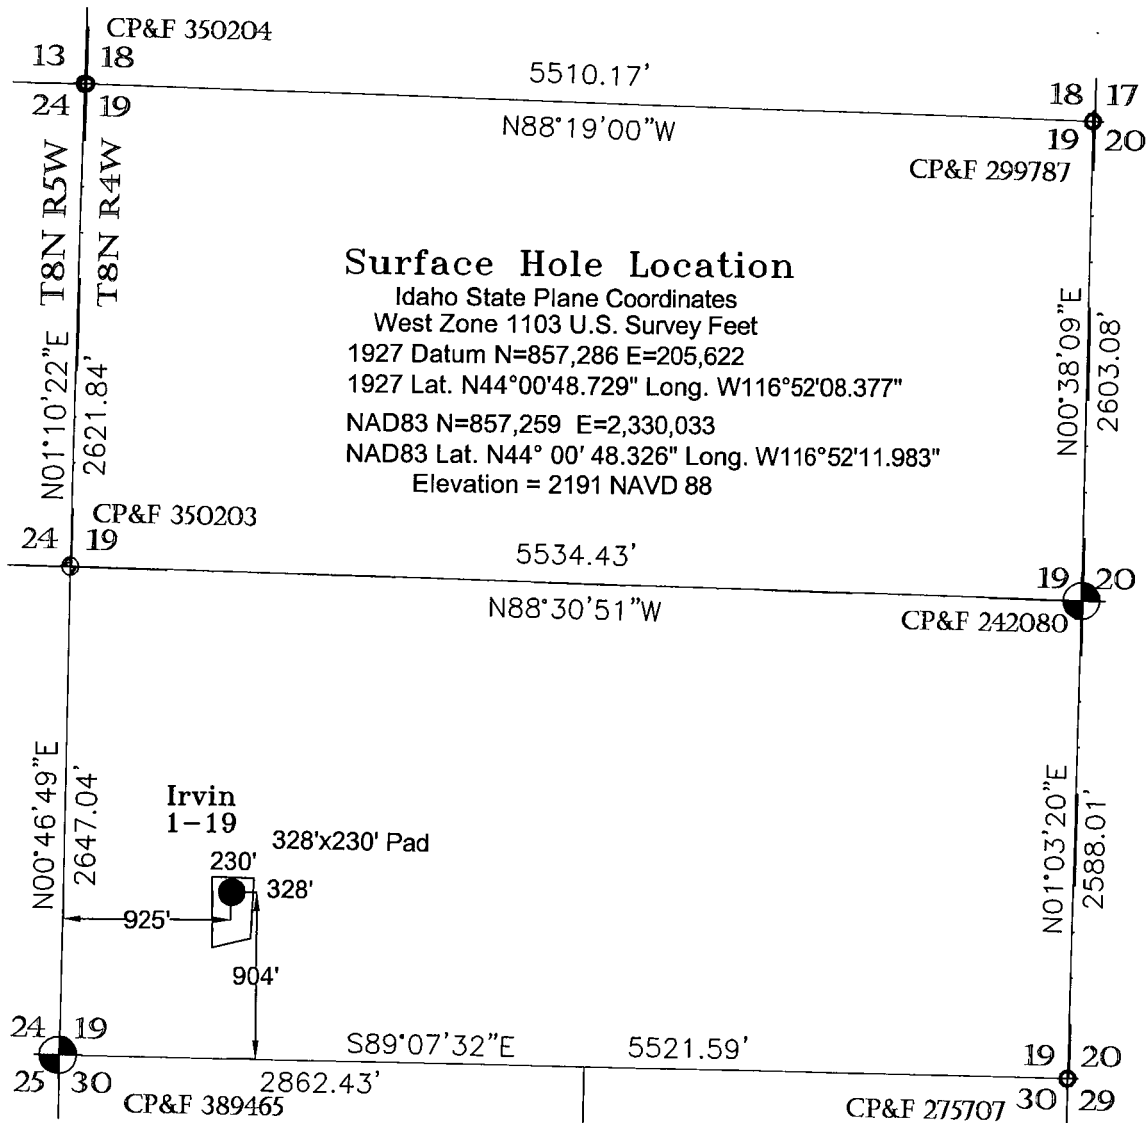 CP&F 350204
13 18
24 19
5510.17'
N88°19'00"W
18 17
19 20
CP&F 299787
T8N R5W
T8N R4W
Surface Hole Location
Idaho State Plane Coordinates
West Zone 1103 U.S. Survey Feet
1927 Datum N=857,286 E=205,622
1927 Lat. N44°00'48.729" Long. W116°52'08.377"
NAD83 N=857,259 E=2,330,033
NAD83 Lat. N44° 00' 48.326" Long. W116°52'11.983"
Elevation = 2191 NAVD 88
N01°10'22"E
2621.84'
N00°38'09"E
2603.08'
CP&F 350203
24 19
5534.43'
N88°30'51"W
19 20
CP&F 242080
N00°46'49"E
2647.04'
Irvin
1-19
328'x230' Pad
230'
328'
925'
904'
N01°03'20"E
2588.01'
24 19
25 30
S89°07'32"E
5521.59'
2862.43'
CP&F 389465
19 20
30 29
CP&F 275707